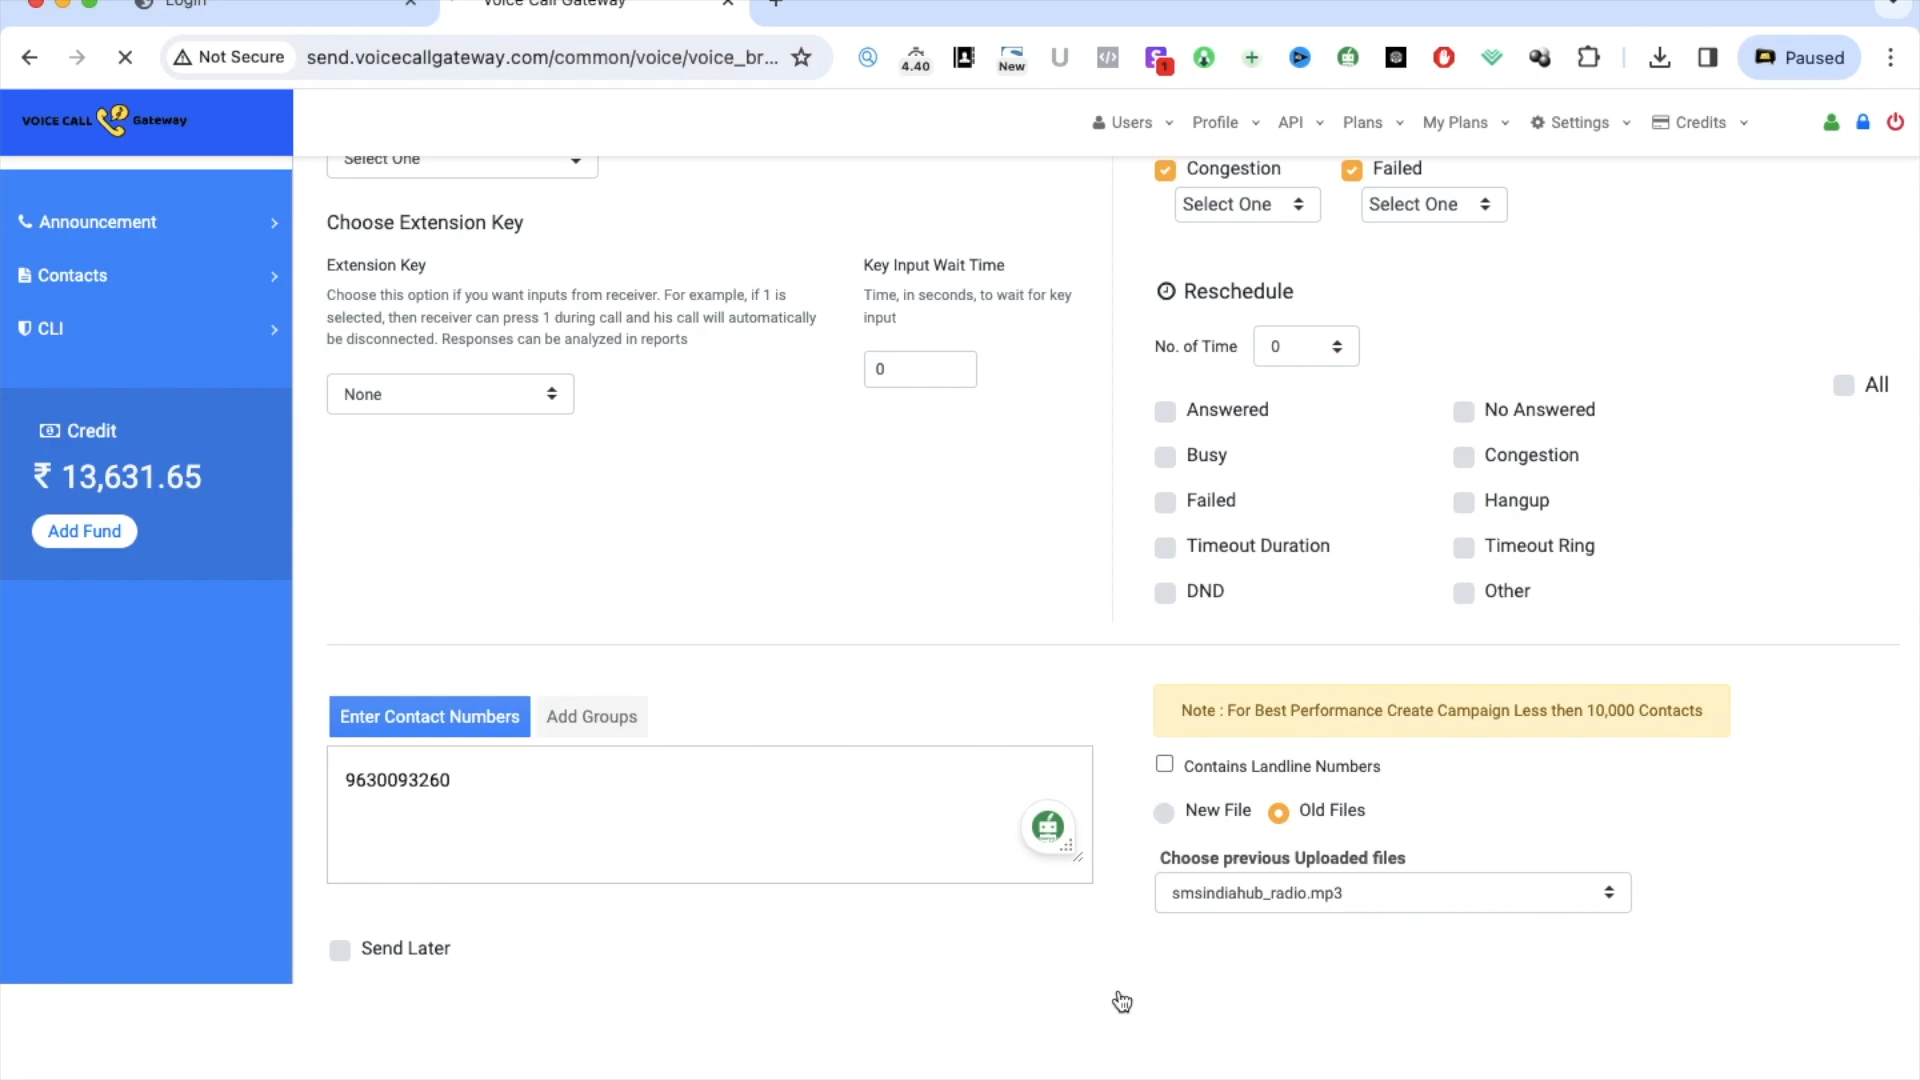 Login
Voice Call Gateway
Not Secure
send.voicecallgateway.com/common/voice/voice_br...
4.40
New
U
1
Paused
VOICE CALL Gateway
Users
Profile
API
Plans
My Plans
Settings
Credits
Announcement
Contacts
CLI
Credit
₹ 13,631.65
Add Fund
Select One
Choose Extension Key
Extension Key
Choose this option if you want inputs from receiver. For example, if 1 is
selected, then receiver can press 1 during call and his call will automatically
be disconnected. Responses can be analyzed in reports
None
Key Input Wait Time
Time, in seconds, to wait for key
input
0
Congestion
Failed
Select One
Select One
Reschedule
No. of Time
0
All
Answered
No Answered
Busy
Congestion
Failed
Hangup
Timeout Duration
Timeout Ring
DND
Other
Enter Contact Numbers
Add Groups
9630093260
Send Later
Note : For Best Performance Create Campaign Less then 10,000 Contacts
Contains Landline Numbers
New File
Old Files
Choose previous Uploaded files
smsindiahub_radio.mp3